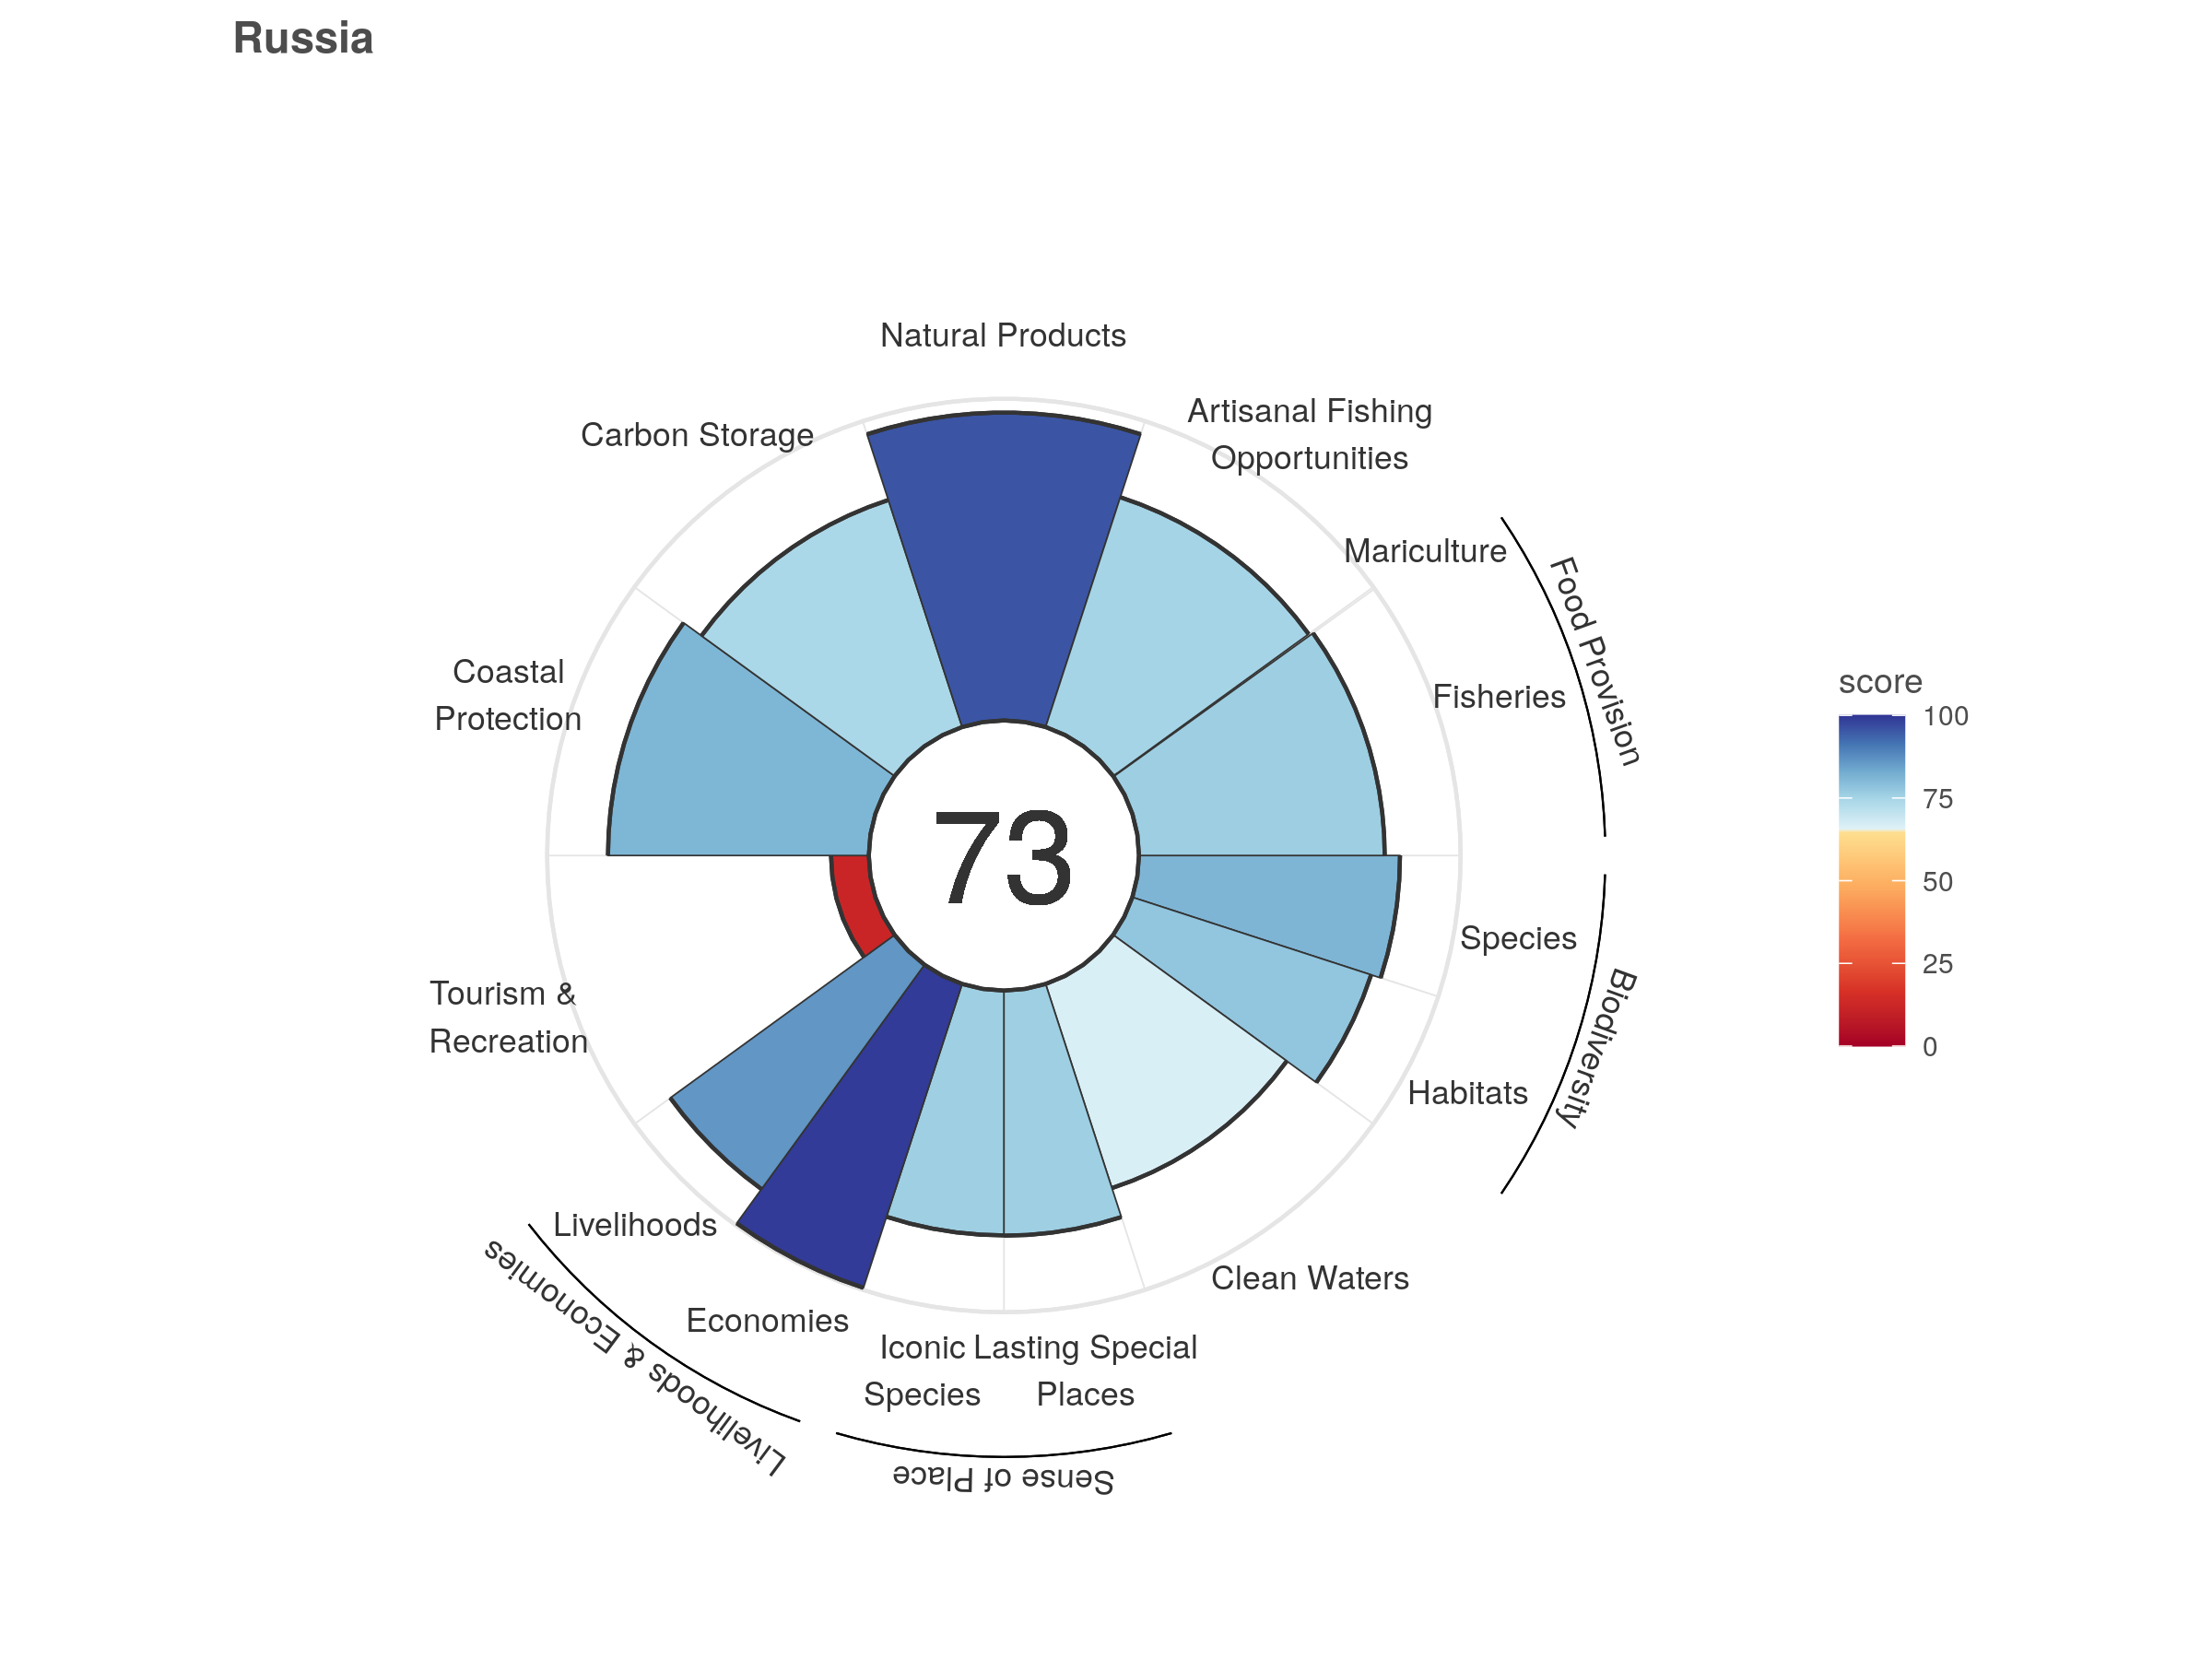 Russia
Natural Products
Artisanal Fishing
Opportunities
Carbon Storage
Mariculture
Food Provision
Fisheries
Coastal
Protection
score
100
75
50
25
0
73
Species
Biodiversity
Habitats
Tourism &
Recreation
Livelihoods
Livelihoods & Economies
Economies
Clean Waters
Iconic
Species
Lasting Special
Places
Sense of Place